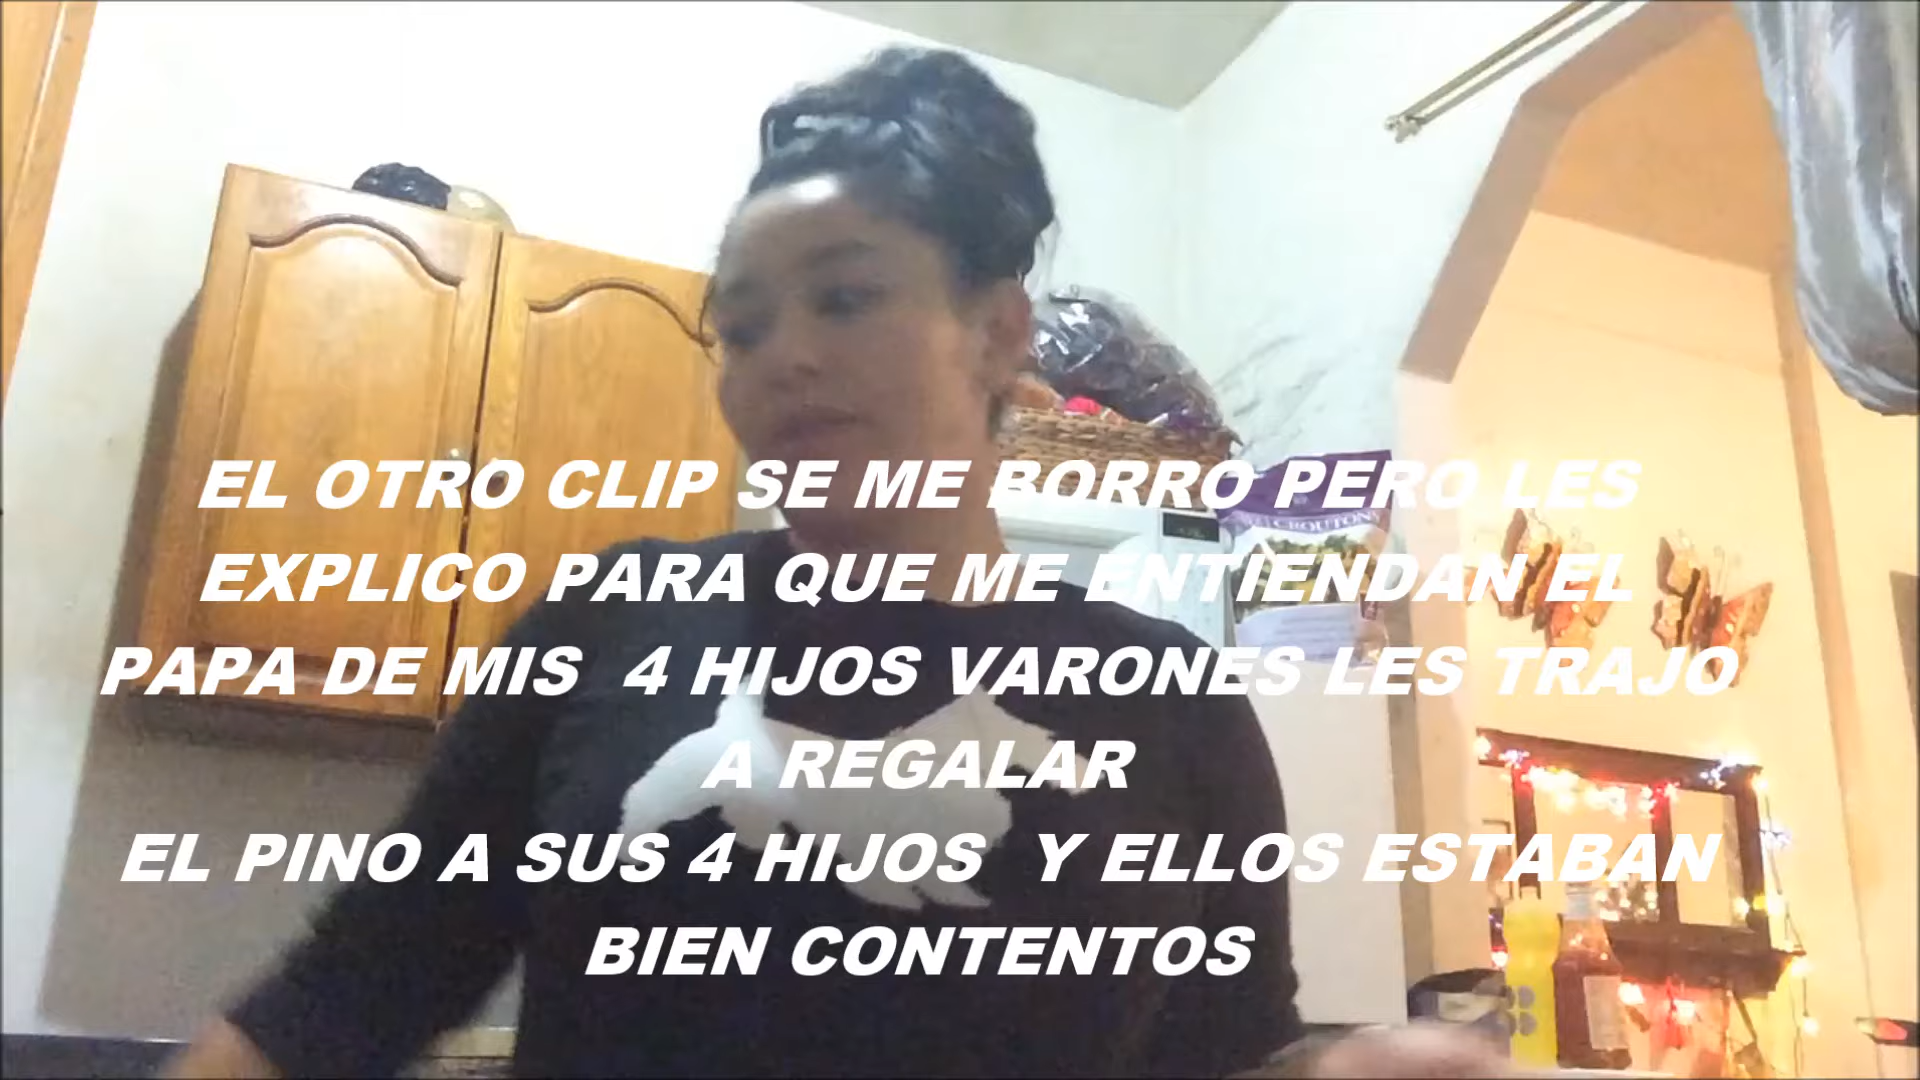 EL OTRO CLIP SE ME BORRO PERO LES
EXPLICO PARA QUE ME ENTIENDAN EL
PAPA DE MIS 4 HIJOS VARONES LES TRAJO
A REGALAR
EL PINO A SUS 4 HIJOS Y ELLOS ESTABAN
BIEN CONTENTOS
CROUTONS